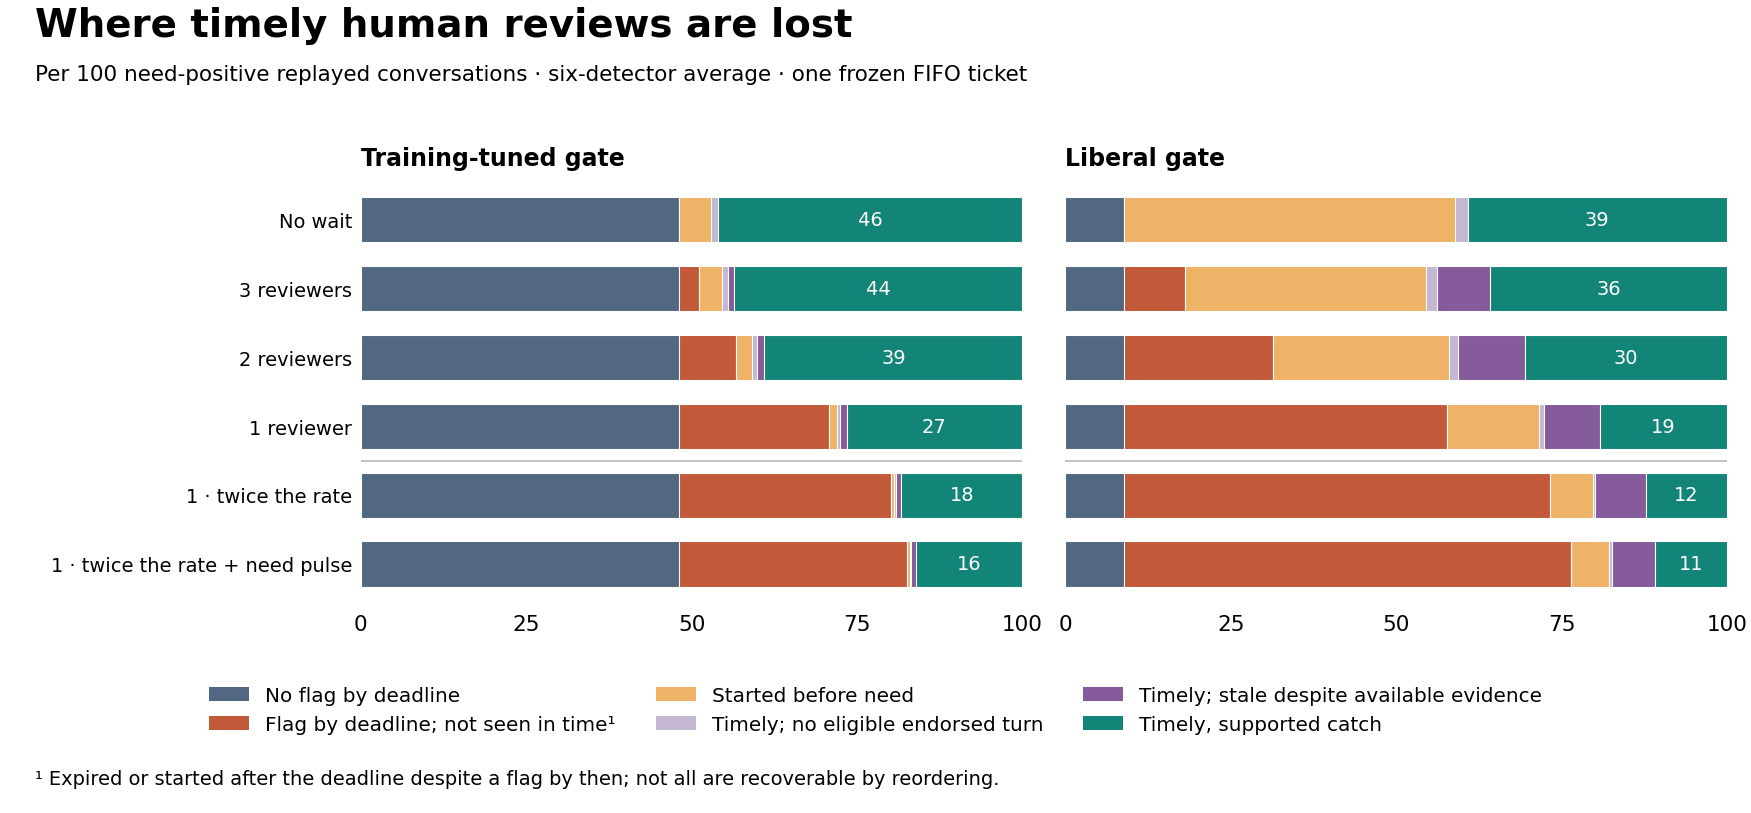 Where timely human reviews are lost
Per 100 need-positive replayed conversations · six-detector average · one frozen FIFO ticket
Training-tuned gate
Liberal gate
No wait
46
39
3 reviewers
44
36
2 reviewers
39
30
1 reviewer
27
19
1 · twice the rate
18
12
1 · twice the rate + need pulse
16
11
0 25 50 75 100
0 25 50 75 100
No flag by deadline
Flag by deadline; not seen in time¹
Started before need
Timely; no eligible endorsed turn
Timely; stale despite available evidence
Timely, supported catch
¹ Expired or started after the deadline despite a flag by then; not all are recoverable by reordering.